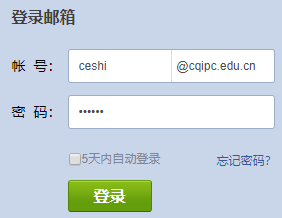 登录邮箱
帐 号: ceshi @cqipc.edu.cn
密 码: ••••••
5天内自动登录 忘记密码?
登录